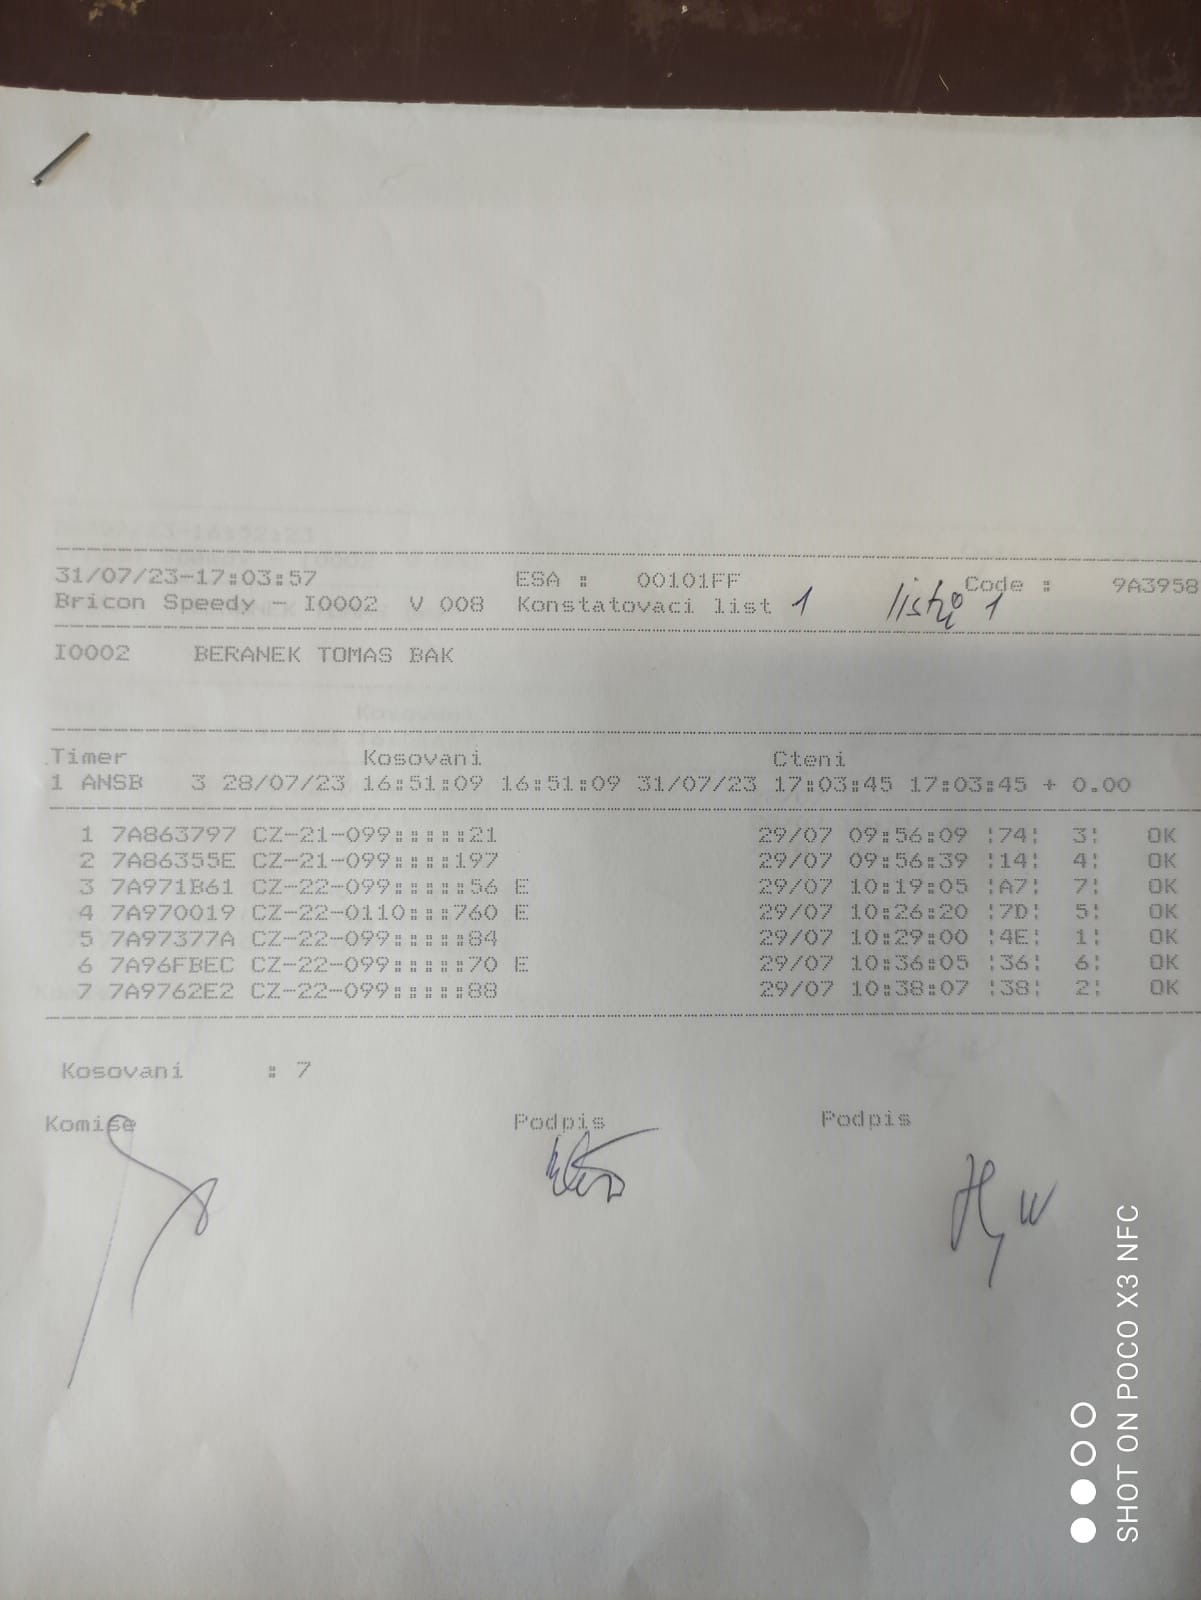 31/07/23-17:03:57 ESA : 00101FF Code : 9A3958
Bricon Speedy - I0002 V 008 Konstatovaci list 1 listů 1
I0002 BERANEK TOMAS BAK
Timer Kosovani Cteni
1 ANSB 3 28/07/23 16:51:09 16:51:09 31/07/23 17:03:45 17:03:45 + 0.00
1 7A863797 CZ-21-099:::::21 29/07 09:56:09 ¦74¦ 3¦ OK
2 7A86355E CZ-21-099::::197 29/07 09:56:39 ¦14¦ 4¦ OK
3 7A971B61 CZ-22-099:::::56 E 29/07 10:19:05 ¦A7¦ 7¦ OK
4 7A970019 CZ-22-0110:::760 E 29/07 10:26:20 ¦7D¦ 5¦ OK
5 7A97377A CZ-22-099:::::84 29/07 10:29:00 ¦4E¦ 1¦ OK
6 7A96FBEC CZ-22-099:::::70 E 29/07 10:36:05 ¦36¦ 6¦ OK
7 7A9762E2 CZ-22-099:::::88 29/07 10:38:07 ¦38¦ 2¦ OK
Kosovani : 7
Komise Podpis Podpis
SHOT ON POCO X3 NFC